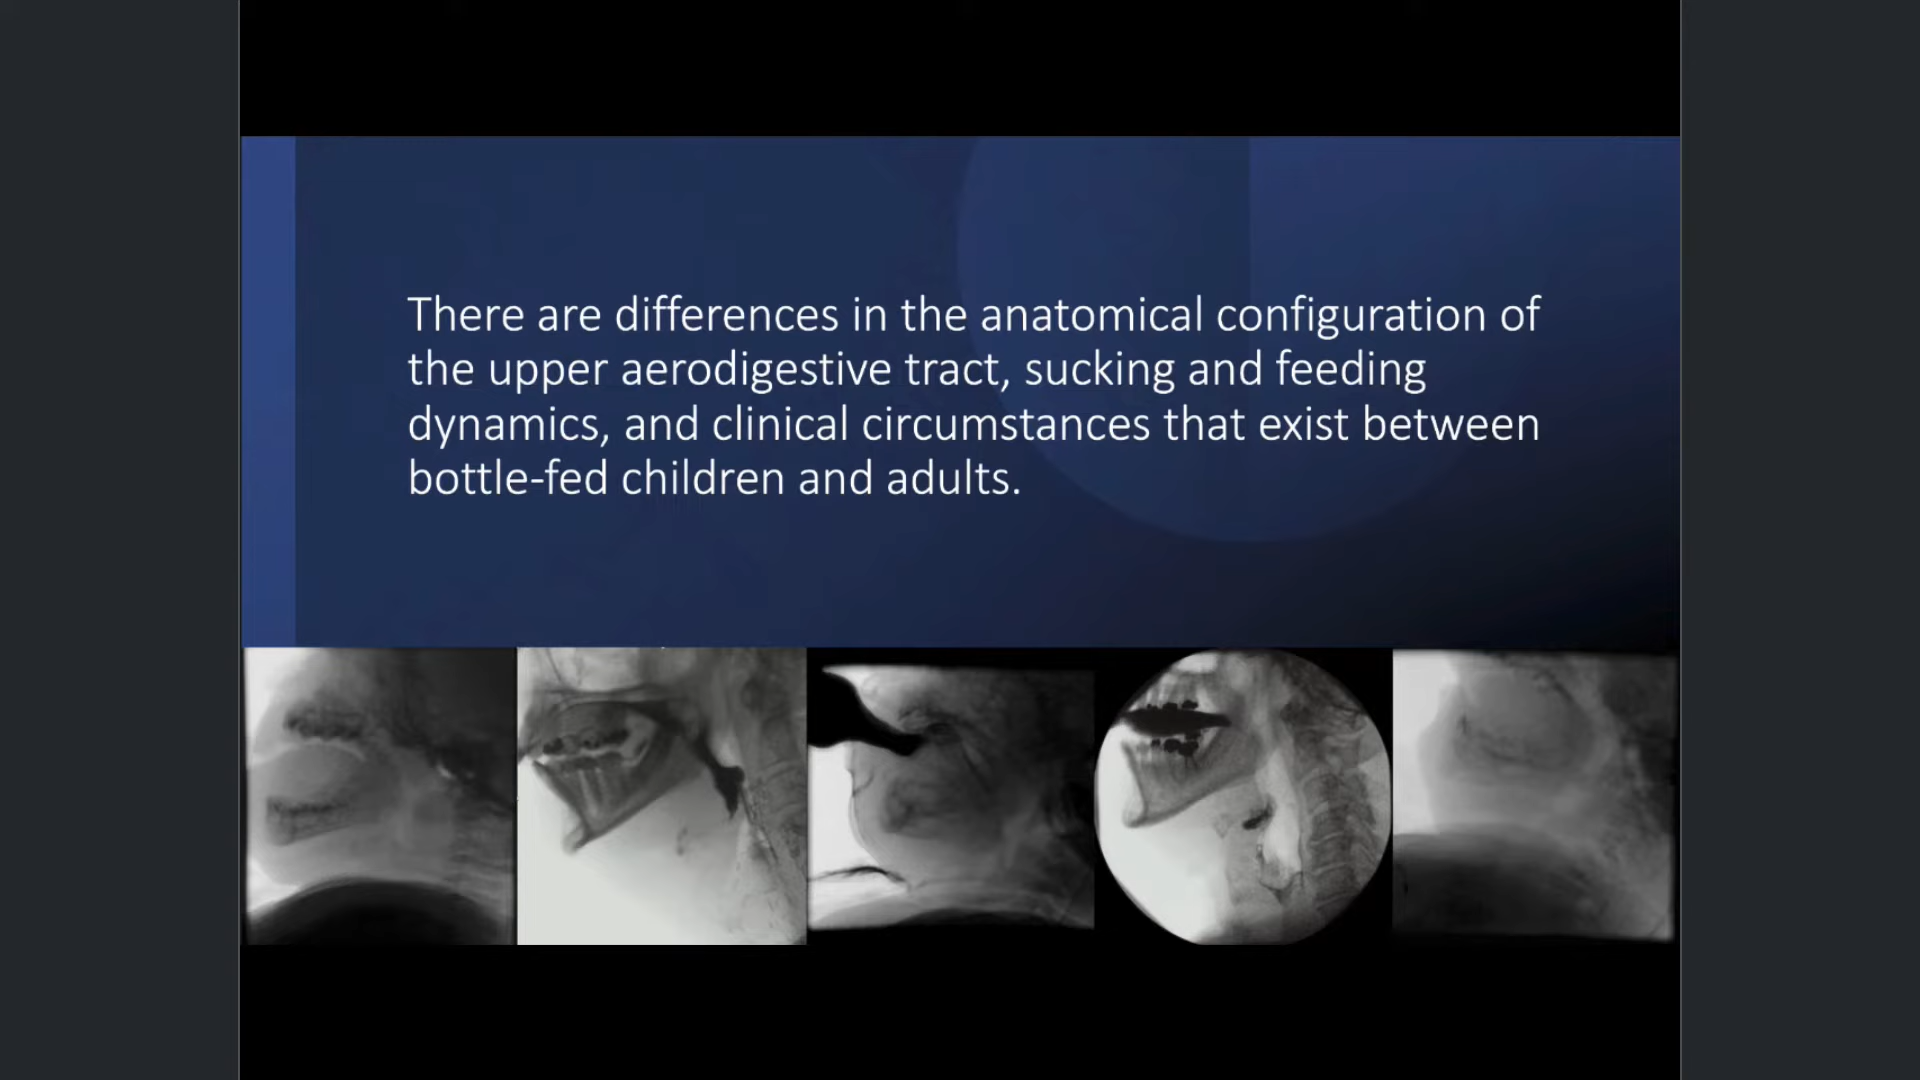 There are differences in the anatomical configuration of
the upper aerodigestive tract, sucking and feeding
dynamics, and clinical circumstances that exist between
bottle-fed children and adults.